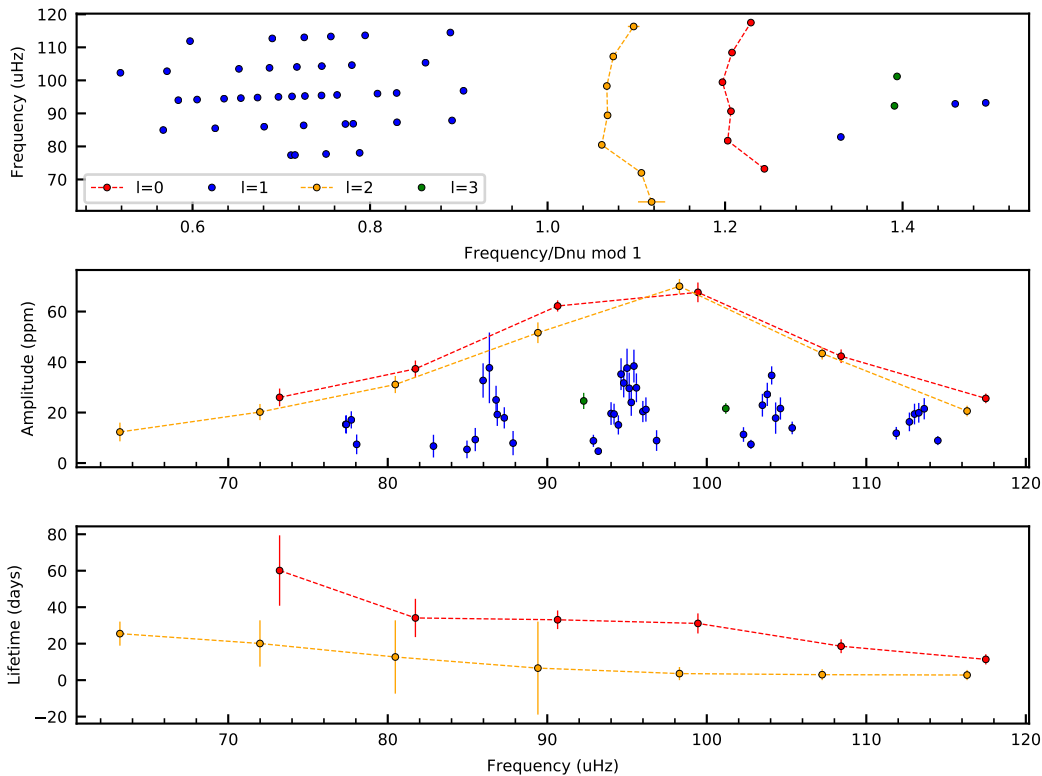 120
110
100
90
80
70
Frequency (uHz)
l=0 l=1 l=2 l=3
0.6 0.8 1.0 1.2 1.4
Frequency/Dnu mod 1
60
40
20
0
Amplitude (ppm)
70 80 90 100 110 120
80
60
40
20
0
−20
Lifetime (days)
70 80 90 100 110 120
Frequency (uHz)